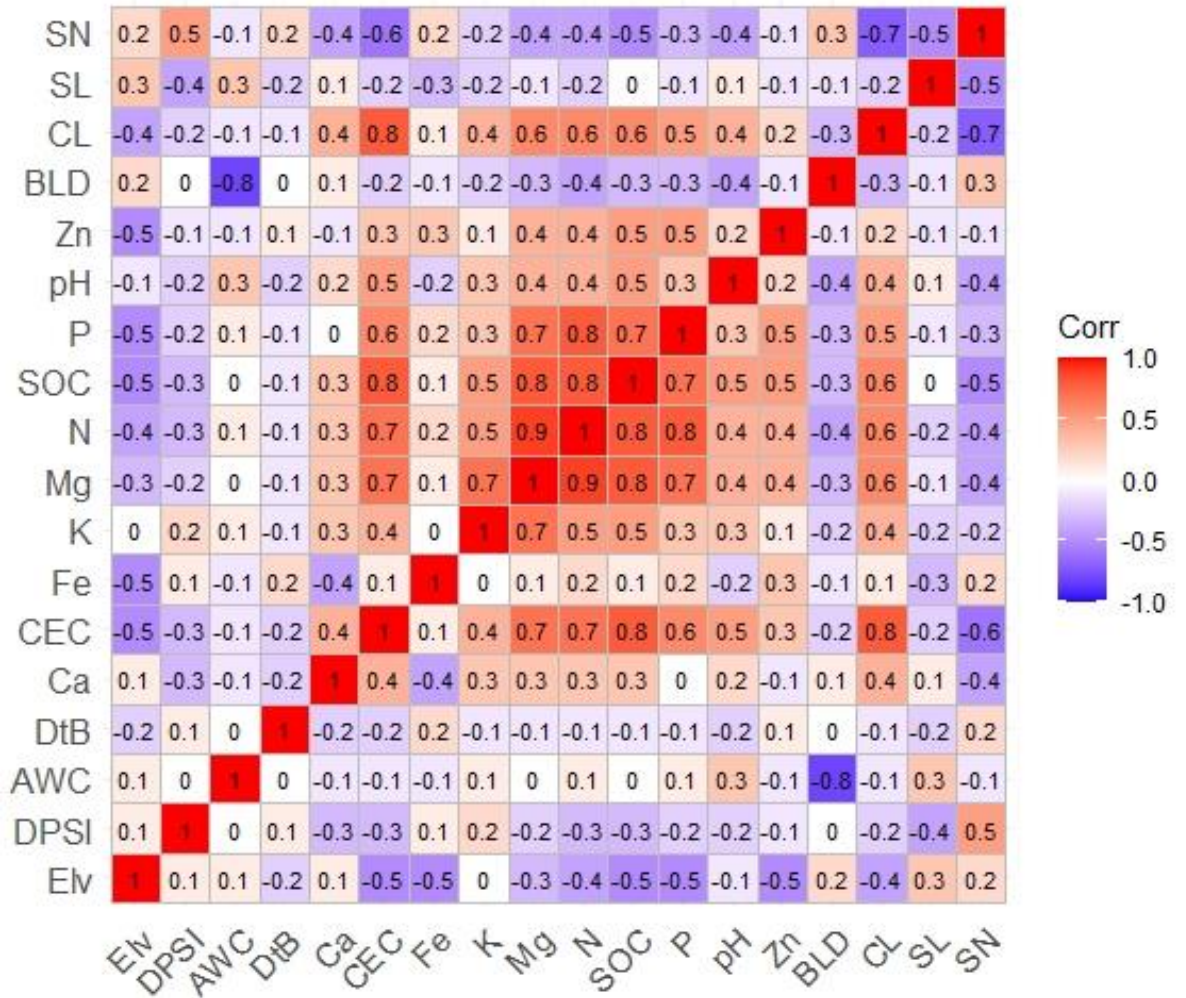 SN 0.2 0.5 -0.1 0.2 -0.4 -0.6 0.2 -0.2 -0.4 -0.4 -0.5 -0.3 -0.4 -0.1 0.3 -0.7 -0.5 1
SL 0.3 -0.4 0.3 -0.2 0.1 -0.2 -0.3 -0.2 -0.1 -0.2 0 -0.1 0.1 -0.1 -0.1 -0.2 1 -0.5
CL -0.4 -0.2 -0.1 -0.1 0.4 0.8 0.1 0.4 0.6 0.6 0.6 0.5 0.4 0.2 -0.3 1 -0.2 -0.7
BLD 0.2 0 -0.8 0 0.1 -0.2 -0.1 -0.2 -0.3 -0.4 -0.3 -0.3 -0.4 -0.1 1 -0.3 -0.1 0.3
Zn -0.5 -0.1 -0.1 0.1 -0.1 0.3 0.3 0.1 0.4 0.4 0.5 0.5 0.2 1 -0.1 0.2 -0.1 -0.1
pH -0.1 -0.2 0.3 -0.2 0.2 0.5 -0.2 0.3 0.4 0.4 0.5 0.3 1 0.2 -0.4 0.4 0.1 -0.4
P -0.5 -0.2 0.1 -0.1 0 0.6 0.2 0.3 0.7 0.8 0.7 1 0.3 0.5 -0.3 0.5 -0.1 -0.3
SOC -0.5 -0.3 0 -0.1 0.3 0.8 0.1 0.5 0.8 0.8 1 0.7 0.5 0.5 -0.3 0.6 0 -0.5
N -0.4 -0.3 0.1 -0.1 0.3 0.7 0.2 0.5 0.9 1 0.8 0.8 0.4 0.4 -0.4 0.6 -0.2 -0.4
Mg -0.3 -0.2 0 -0.1 0.3 0.7 0.1 0.7 1 0.9 0.8 0.7 0.4 0.4 -0.3 0.6 -0.1 -0.4
K 0 0.2 0.1 -0.1 0.3 0.4 0 1 0.7 0.5 0.5 0.3 0.3 0.1 -0.2 0.4 -0.2 -0.2
Fe -0.5 0.1 -0.1 0.2 -0.4 0.1 1 0 0.1 0.2 0.1 0.2 -0.2 0.3 -0.1 0.1 -0.3 0.2
CEC -0.5 -0.3 -0.1 -0.2 0.4 1 0.1 0.4 0.7 0.7 0.8 0.6 0.5 0.3 -0.2 0.8 -0.2 -0.6
Ca 0.1 -0.3 -0.1 -0.2 1 0.4 -0.4 0.3 0.3 0.3 0.3 0 0.2 -0.1 0.1 0.4 0.1 -0.4
DtB -0.2 0.1 0 1 -0.2 -0.2 0.2 -0.1 -0.1 -0.1 -0.1 -0.1 -0.2 0.1 0 -0.1 -0.2 0.2
AWC 0.1 0 1 0 -0.1 -0.1 -0.1 0.1 0 0.1 0 0.1 0.3 -0.1 -0.8 -0.1 0.3 -0.1
DPSI 0.1 1 0 0.1 -0.3 -0.3 0.1 0.2 -0.2 -0.3 -0.3 -0.2 -0.2 -0.1 0 -0.2 -0.4 0.5
Elv 1 0.1 0.1 -0.2 0.1 -0.5 -0.5 0 -0.3 -0.4 -0.5 -0.5 -0.1 -0.5 0.2 -0.4 0.3 0.2
Elv DPSI AWC DtB Ca CEC Fe K Mg N SOC P pH Zn BLD CL SL SN
Corr
1.0
0.5
0.0
-0.5
-1.0